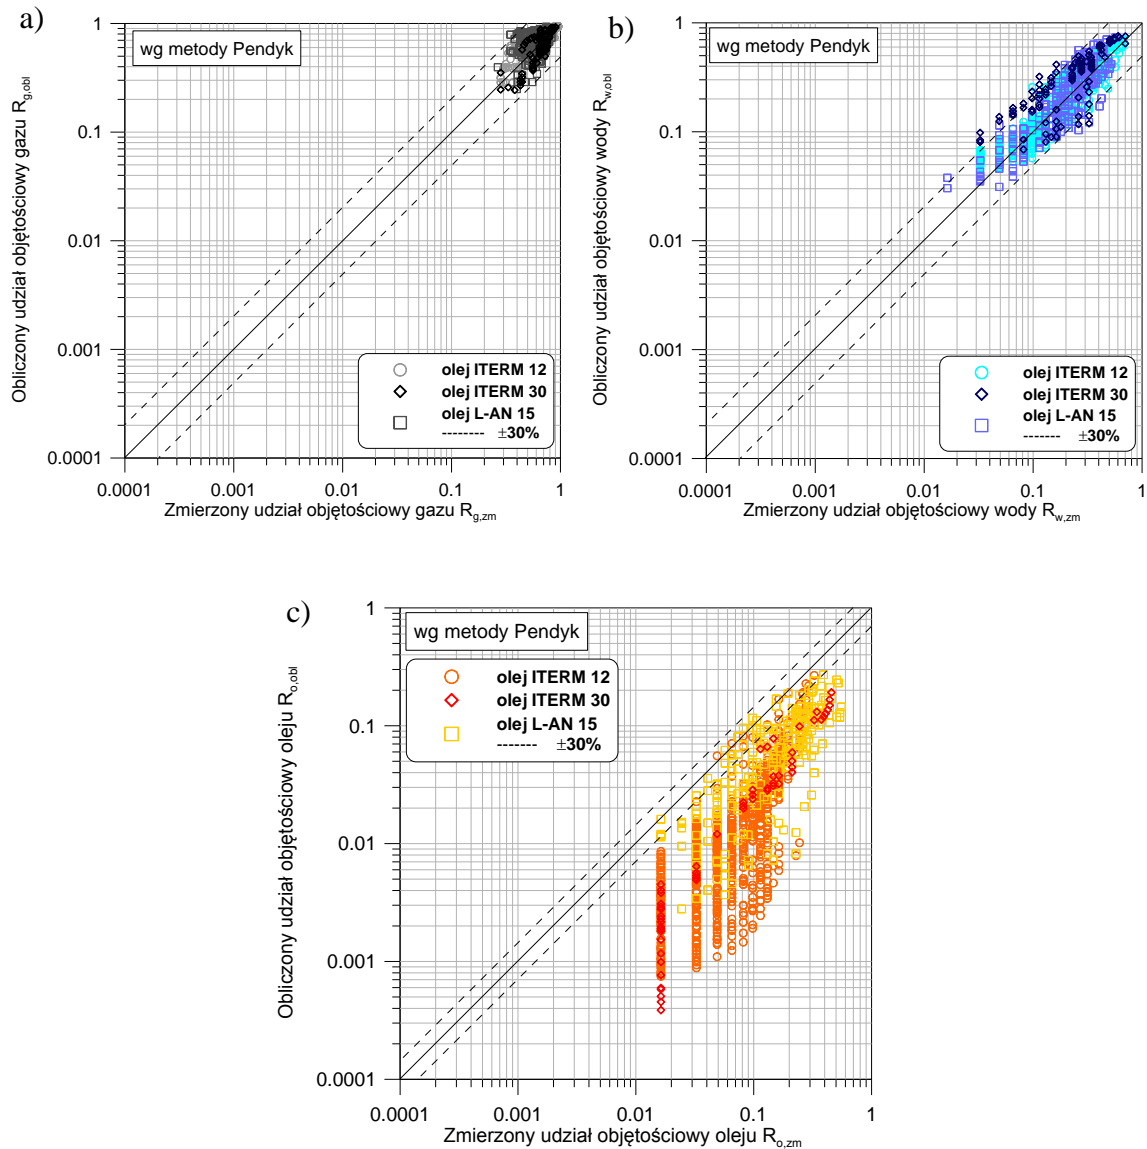 a)
wg metody Pendyk
Obliczony udział objętościowy gazu R_g,obl
1
0.1
0.01
0.001
0.0001
olej ITERM 12
olej ITERM 30
olej L-AN 15
-------- ±30%
0.0001 0.001 0.01 0.1 1
Zmierzony udział objętościowy gazu R_g,zm
b)
wg metody Pendyk
Obliczony udział objętościowy wody R_w,obl
1
0.1
0.01
0.001
0.0001
olej ITERM 12
olej ITERM 30
olej L-AN 15
------- ±30%
0.0001 0.001 0.01 0.1 1
Zmierzony udział objętościowy wody R_w,zm
c)
wg metody Pendyk
Obliczony udział objętościowy oleju R_o,obl
1
0.1
0.01
0.001
0.0001
olej ITERM 12
olej ITERM 30
olej L-AN 15
------- ±30%
0.0001 0.001 0.01 0.1 1
Zmierzony udział objętościowy oleju R_o,zm